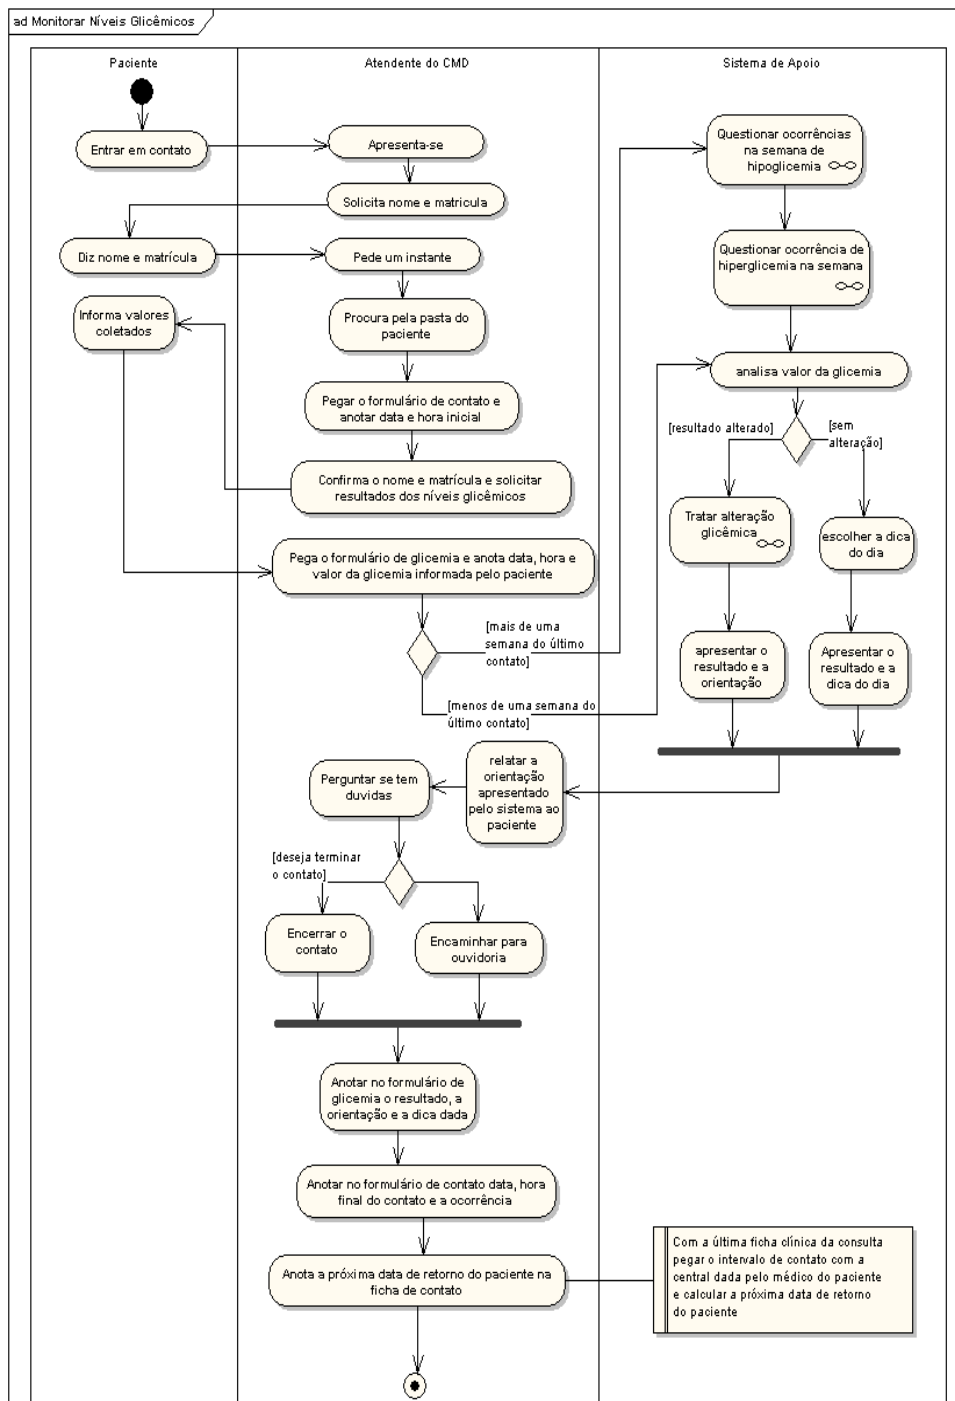 ad Monitorar Níveis Glicêmicos
Paciente
Atendente do CMD
Sistema de Apoio
Entrar em contato
Apresenta-se
Questionar ocorrências
na semana de
hipoglicemia
Solicita nome e matricula
Diz nome e matrícula
Pede um instante
Questionar ocorrência de
hiperglicemia na semana
Informa valores
coletados
Procura pela pasta do
paciente
analisa valor da glicemia
Pegar o formulário de contato e
anotar data e hora inicial
[resultado alterado]
[sem
alteração]
Confirma o nome e matrícula e solicitar
resultados dos níveis glicêmicos
Tratar alteração
glicêmica
escolher a dica
do dia
Pega o formulário de glicemia e anota data, hora e
valor da glicemia informada pelo paciente
[mais de uma
semana do último
contato]
apresentar o
resultado e a
orientação
Apresentar o
resultado e a
dica do dia
[menos de uma semana do
último contato]
relatar a
orientação
apresentado
pelo sistema ao
paciente
Perguntar se tem
duvidas
[deseja terminar
o contato]
Encerrar o
contato
Encaminhar para
ouvidoria
Anotar no formulário de
glicemia o resultado, a
orientação e a dica dada
Anotar no formulário de contato data, hora
final do contato e a ocorrência
Anota a próxima data de retorno do paciente na
ficha de contato
Com a última ficha clínica da consulta
pegar o intervalo de contato com a
central dada pelo médico do paciente
e calcular a próxima data de retorno
do paciente